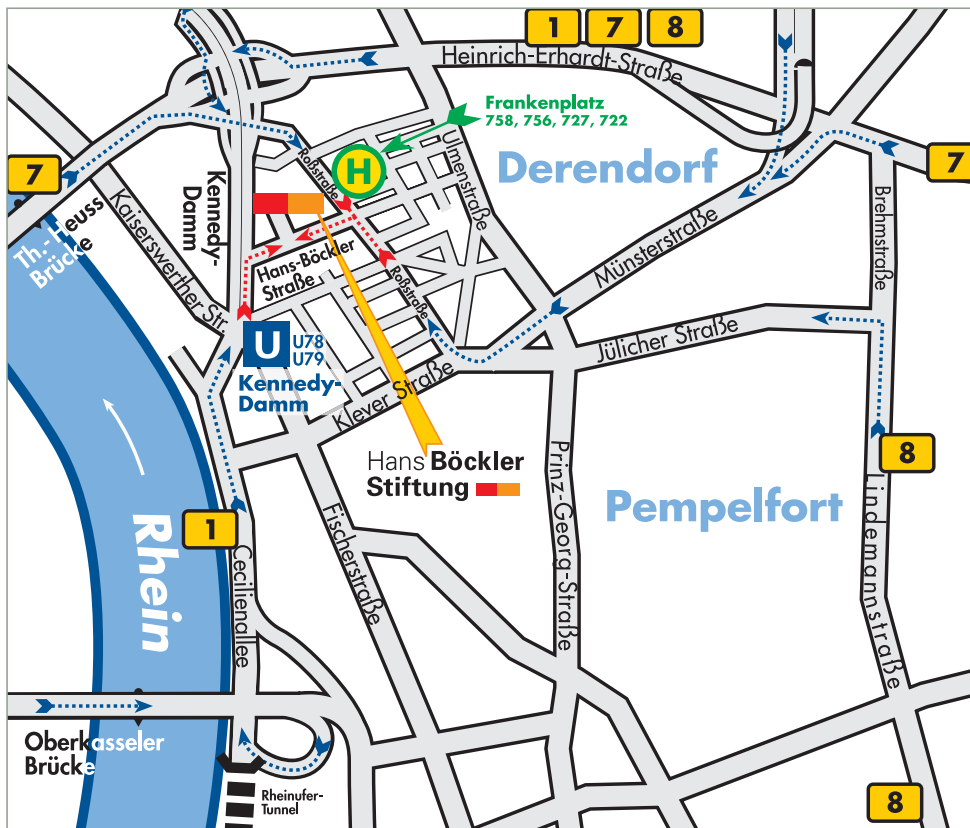 1 7 8
Heinrich-Erhardt-Straße
Frankenplatz
758, 756, 727, 722
Derendorf
7
7
H
Roßstraße
Ulmenstraße
Kennedy-
Damm
Kaiserswerther Str
Th.-Heuss
Brücke
Brehmstraße
Münsterstraße
Hans-Böckler
Straße
Roßstraße
U
U78
U79
Kennedy-
Damm
Jülicher Straße
Klever Straße
Hans Böckler
Stiftung
8
Pempelfort
Prinz-Georg-Straße
Lindemannstraße
1
Rhein
Fischerstraße
Cecilienallee
Oberkasseler
Brücke
Rheinufer-
Tunnel
8